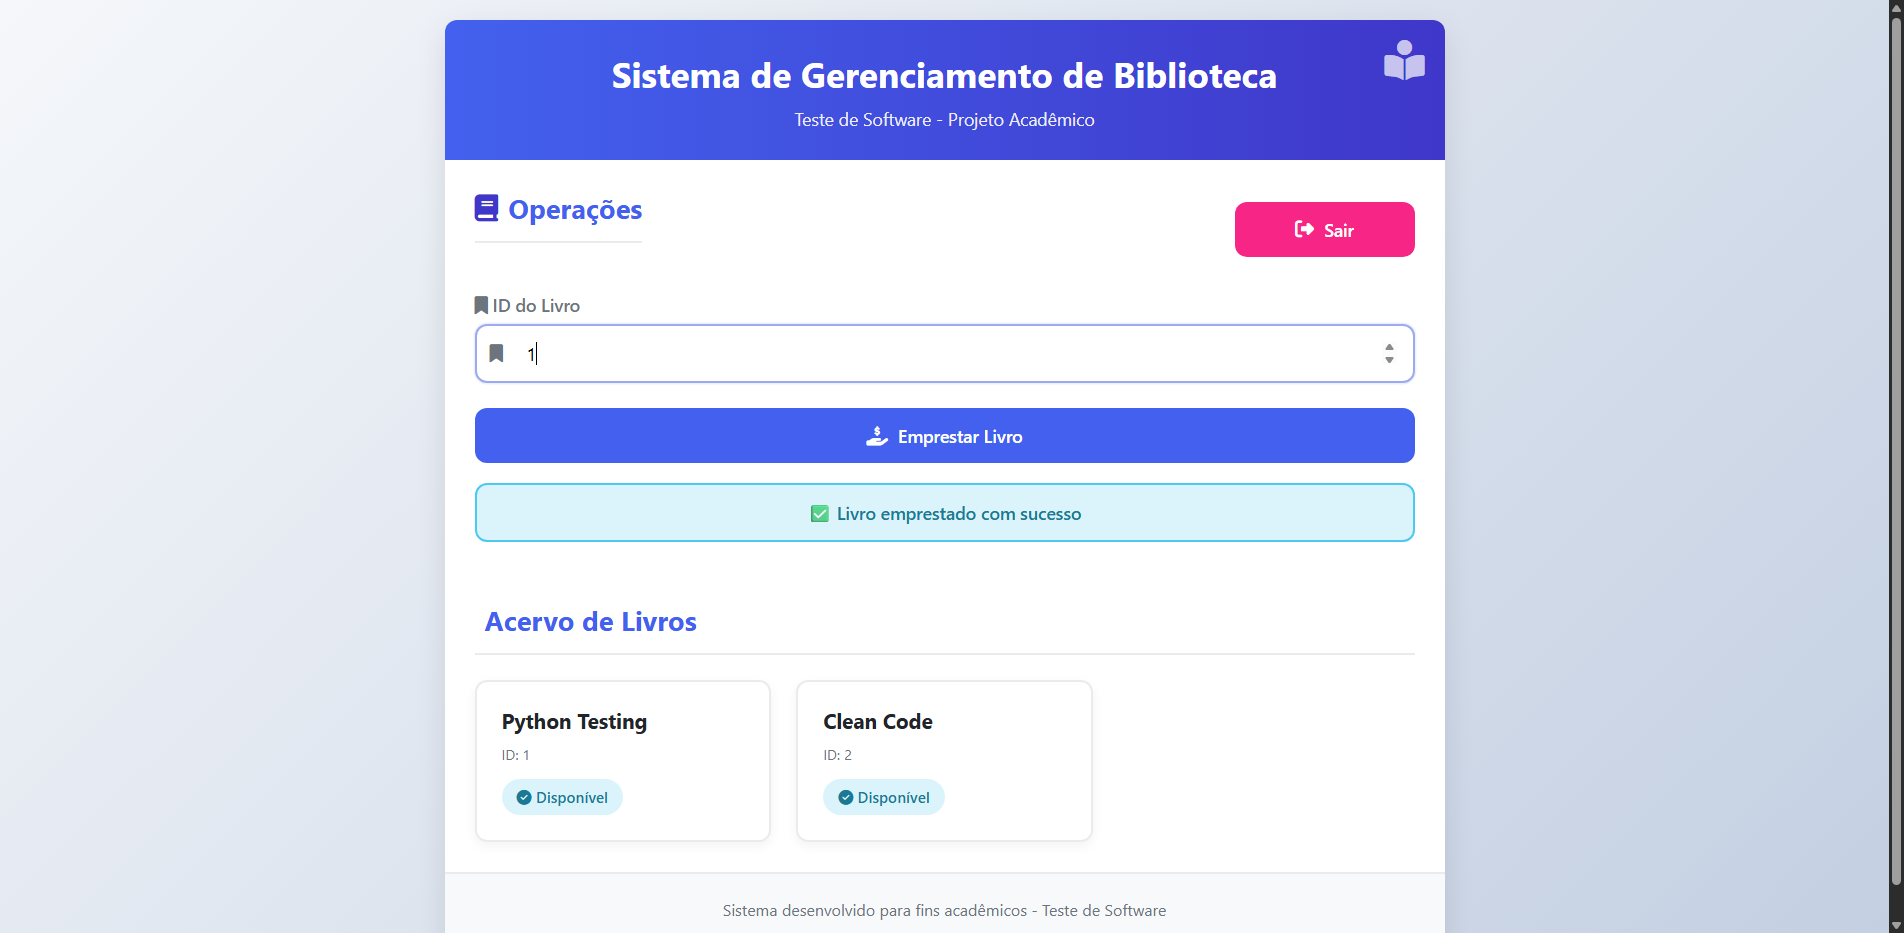 Sistema de Gerenciamento de Biblioteca
Teste de Software - Projeto Acadêmico
Operações
Sair
ID do Livro
1
Emprestar Livro
✅ Livro emprestado com sucesso
Acervo de Livros
Python Testing
ID: 1
Disponível
Clean Code
ID: 2
Disponível
Sistema desenvolvido para fins acadêmicos - Teste de Software